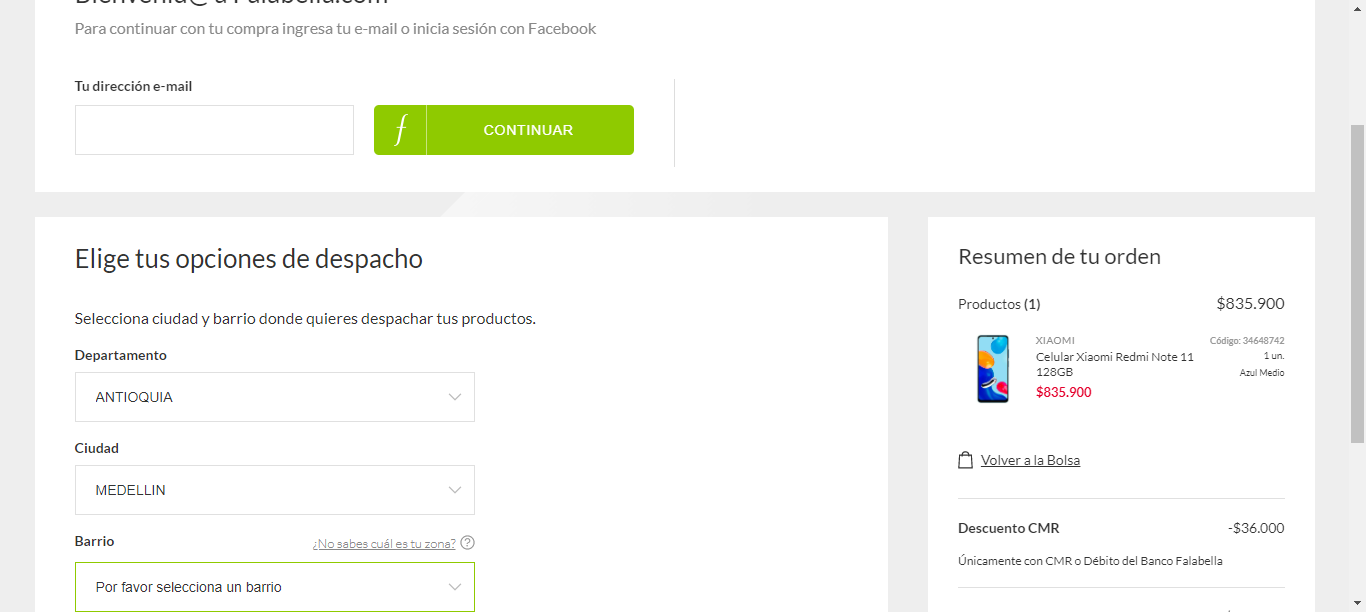 Bienvenid@ a Falabella.com
Para continuar con tu compra ingresa tu e-mail o inicia sesión con Facebook
Tu dirección e-mail
f CONTINUAR
Elige tus opciones de despacho
Selecciona ciudad y barrio donde quieres despachar tus productos.
Departamento
ANTIOQUIA
Ciudad
MEDELLIN
Barrio
¿No sabes cuál es tu zona? ?
Por favor selecciona un barrio
Resumen de tu orden
Productos (1) $835.900
XIAOMI Código: 34648742
Celular Xiaomi Redmi Note 11 1 un.
128GB Azul Medio
$835.900
Volver a la Bolsa
Descuento CMR -$36.000
Únicamente con CMR o Débito del Banco Falabella